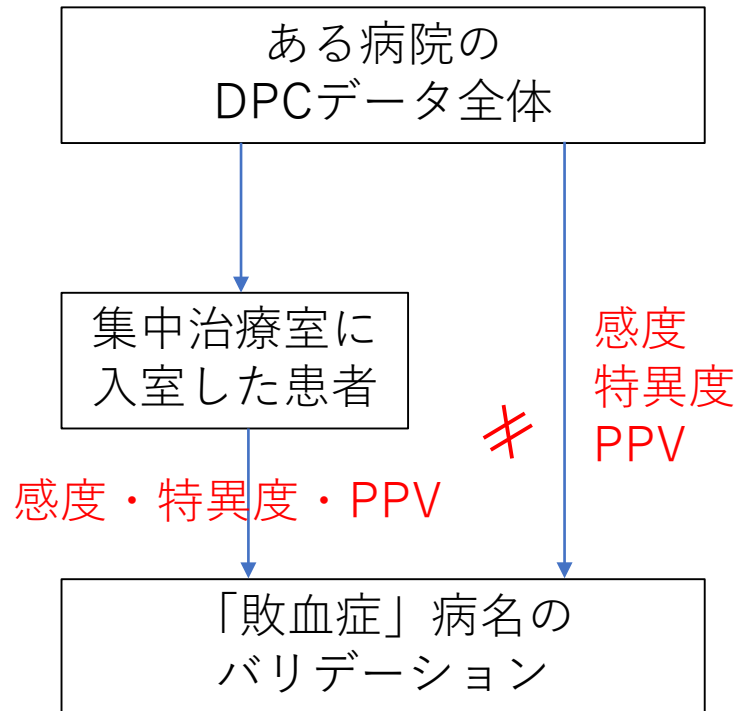 ある病院の
DPCデータ全体
集中治療室に
入室した患者
感度
特異度
PPV
≠
感度・特異度・PPV
「敗血症」病名の
バリデーション